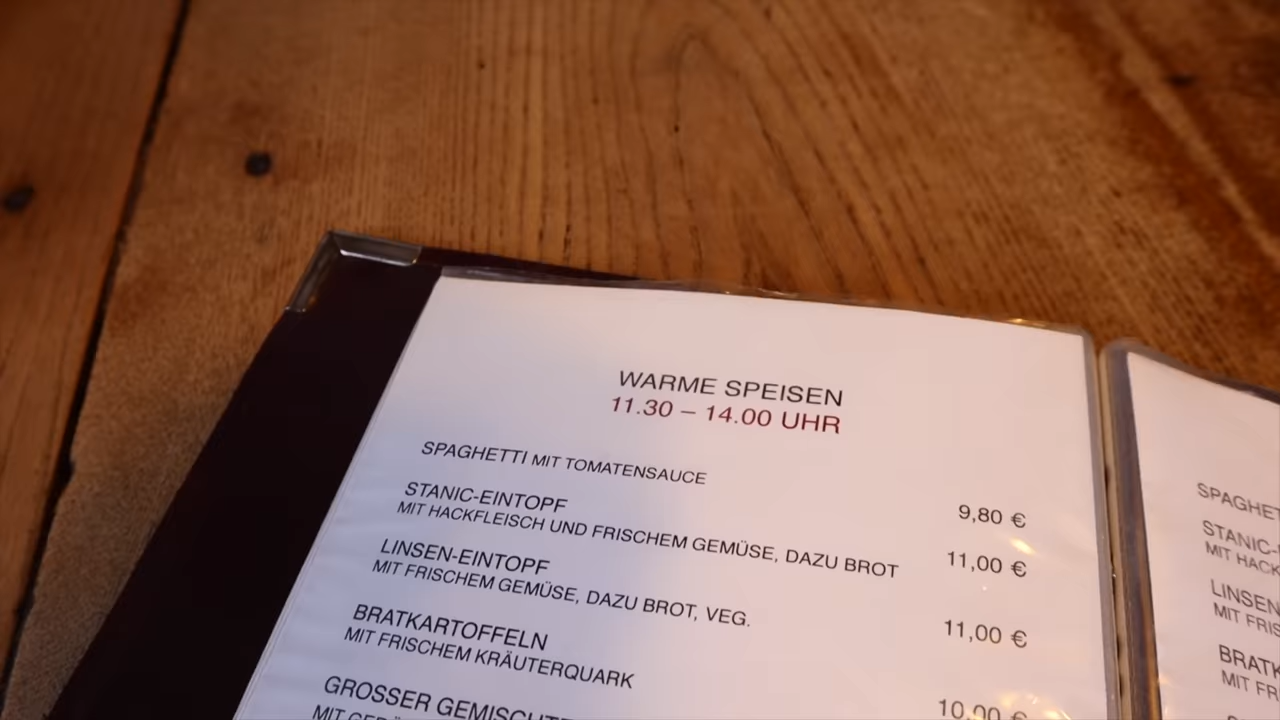 WARME SPEISEN
11.30 – 14.00 UHR
SPAGHETTI MIT TOMATENSAUCE 9,80 €
STANIC-EINTOPF
MIT HACKFLEISCH UND FRISCHEM GEMÜSE, DAZU BROT 11,00 €
LINSEN-EINTOPF
MIT FRISCHEM GEMÜSE, DAZU BROT, VEG. 11,00 €
BRATKARTOFFELN
MIT FRISCHEM KRÄUTERQUARK 10,00 €
GROSSER
MIT
SPAGHET
STANIC-
MIT HACK
LINSEN
MIT FRIS
BRATK
MIT FR